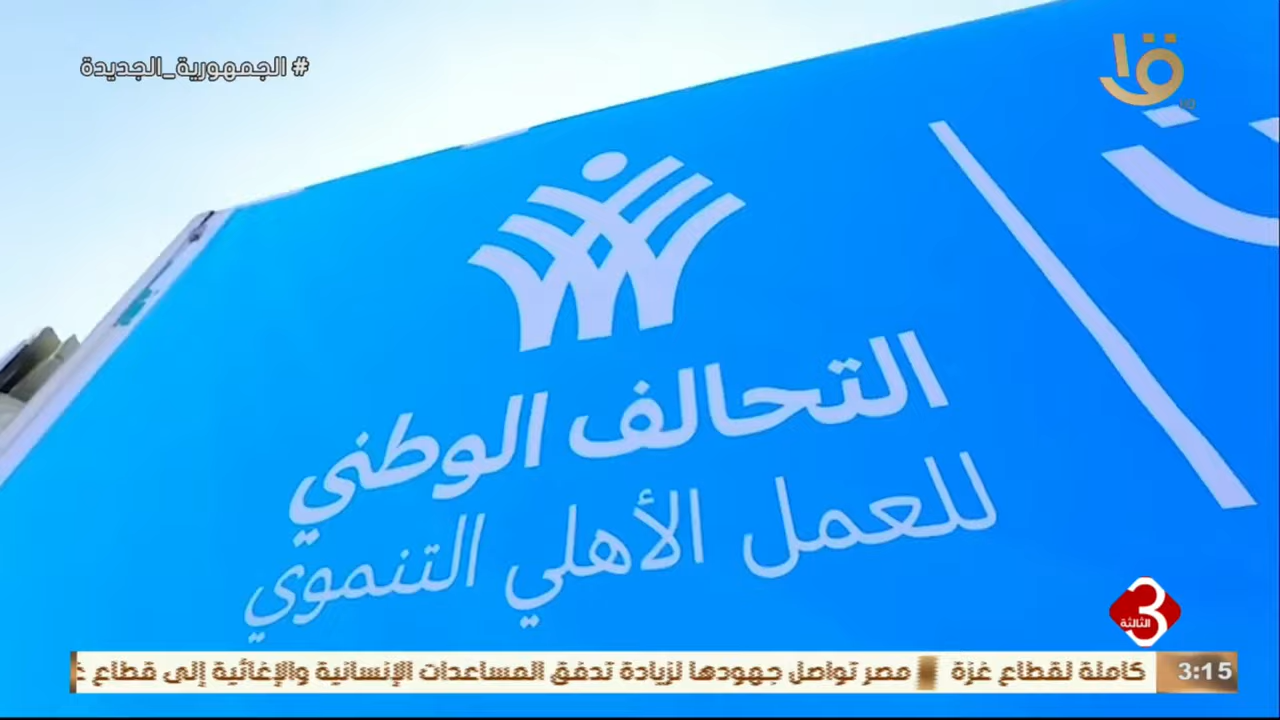 # الجمهورية_الجديدة
التحالف الوطني
للعمل الأهلي التنموي
3
الثالثة
3:15
كاملة لقطاع غزة
مصر تواصل جهودها لزيادة تدفق المساعدات الإنسانية والإغاثية إلى قطاع